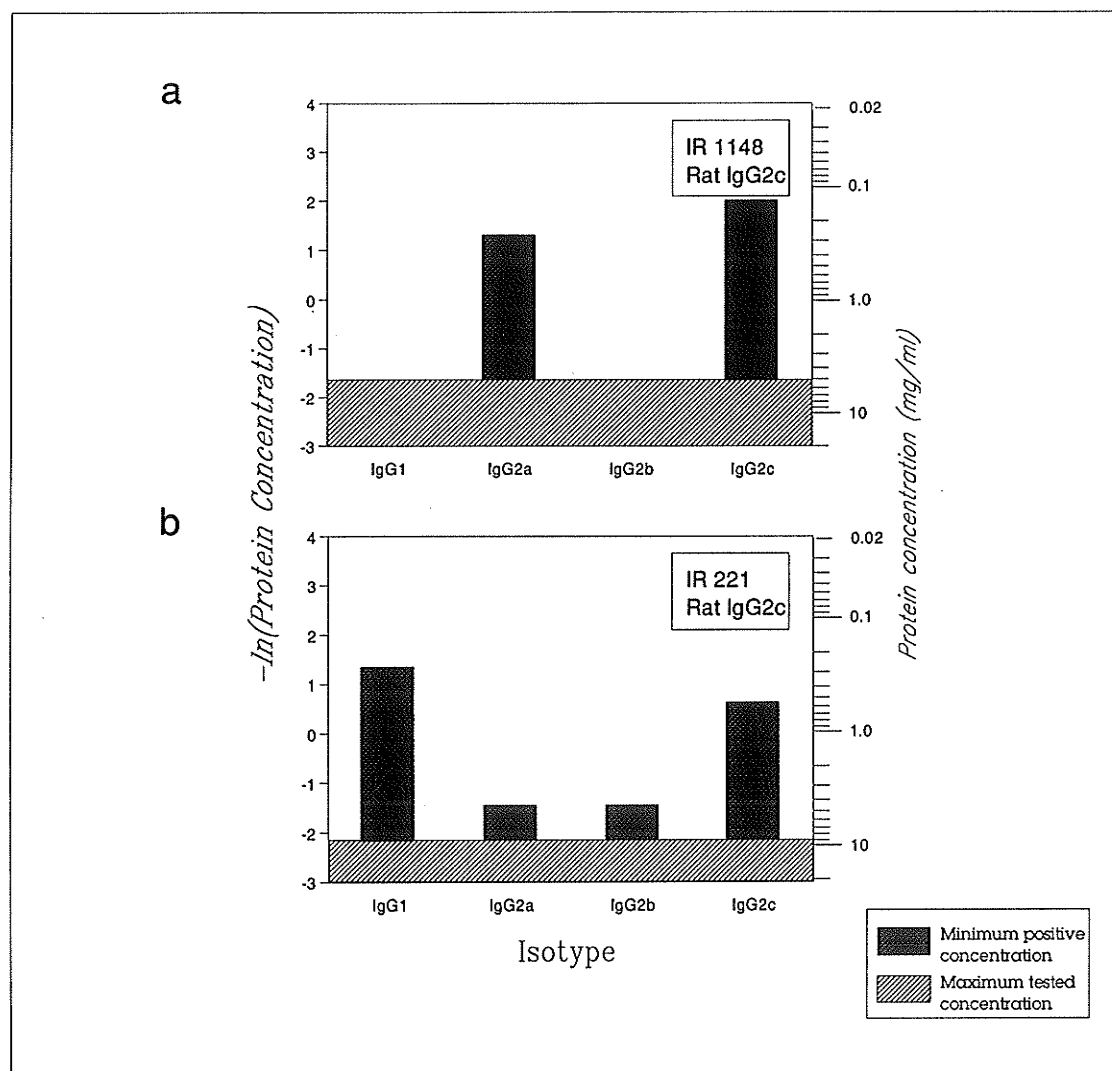 a
4
3
2
1
0
-1
-2
-3
0.02
0.1
1.0
10
IR 1148
Rat IgG2c
IgG1 IgG2a IgG2b IgG2c
b
4
3
2
1
0
-1
-2
-3
0.02
0.1
1.0
10
IR 221
Rat IgG2c
IgG1 IgG2a IgG2b IgG2c
−ln(Protein Concentration)
Protein concentration (mg/ml)
Isotype
Minimum positive
concentration
Maximum tested
concentration